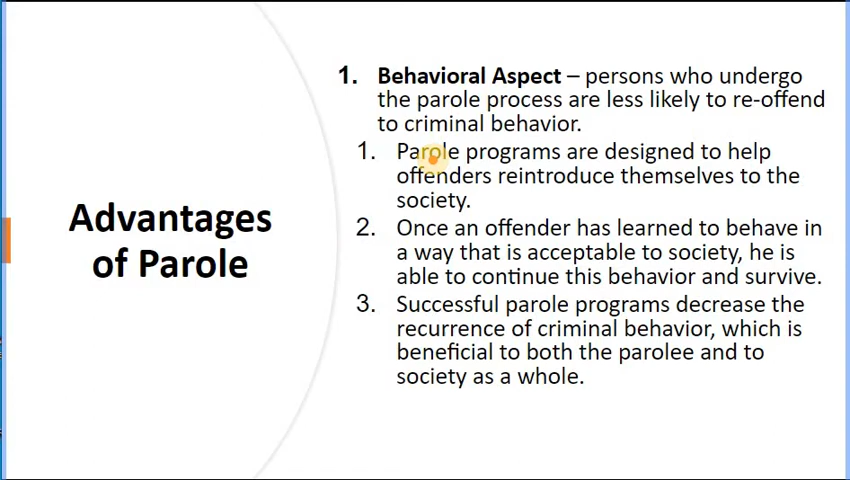 Advantages
of Parole
1. Behavioral Aspect – persons who undergo
the parole process are less likely to re-offend
to criminal behavior.
1. Parole programs are designed to help
offenders reintroduce themselves to the
society.
2. Once an offender has learned to behave in
a way that is acceptable to society, he is
able to continue this behavior and survive.
3. Successful parole programs decrease the
recurrence of criminal behavior, which is
beneficial to both the parolee and to
society as a whole.